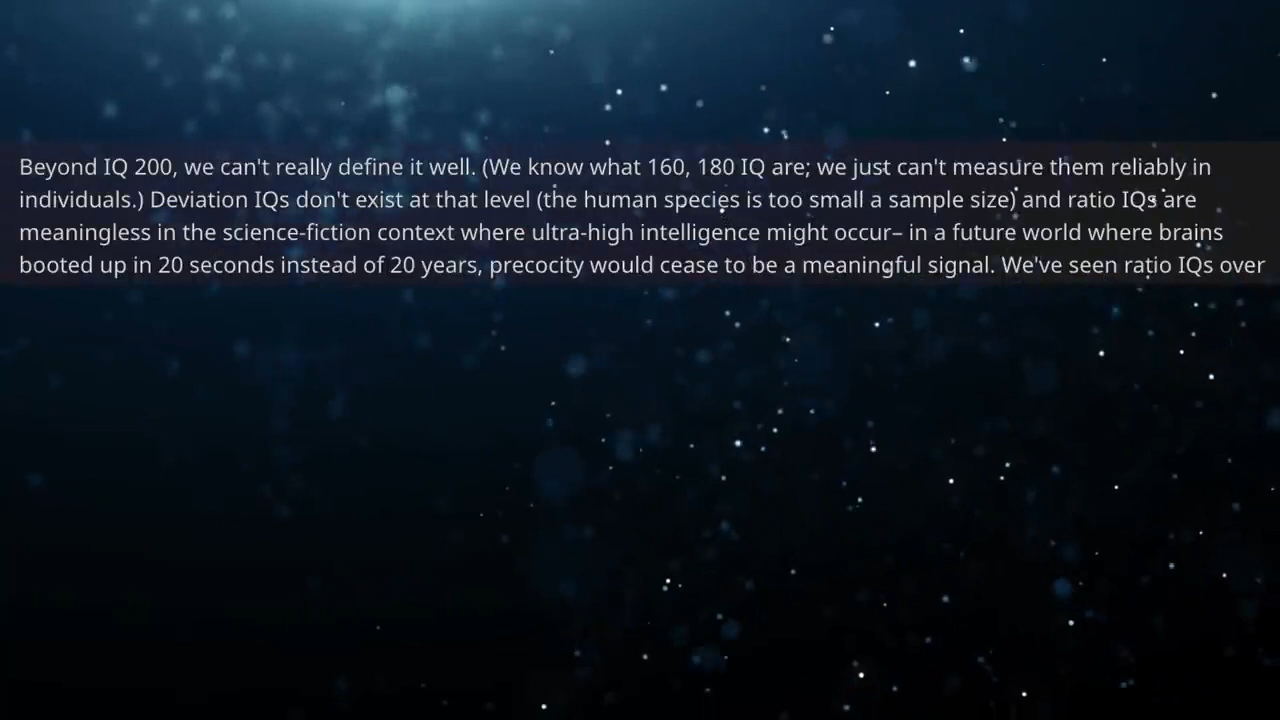 Beyond IQ 200, we can't really define it well. (We know what 160, 180 IQ are; we just can't measure them reliably in
individuals.) Deviation IQs don't exist at that level (the human species is too small a sample size) and ratio IQs are
meaningless in the science-fiction context where ultra-high intelligence might occur– in a future world where brains
booted up in 20 seconds instead of 20 years, precocity would cease to be a meaningful signal. We've seen ratio IQs over